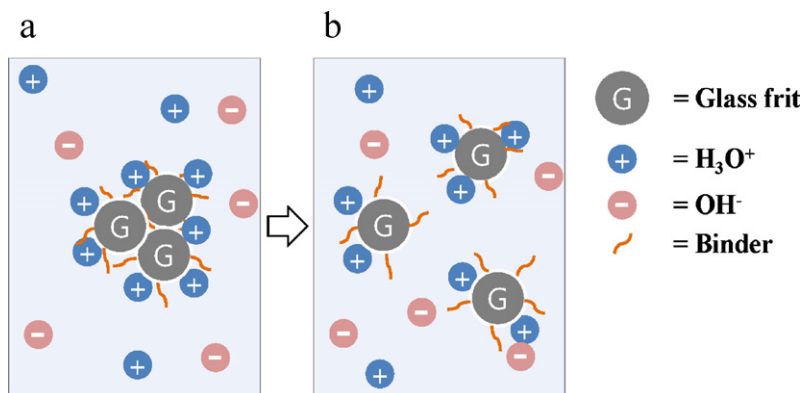 a
b
G
G
G
G
G
G
G = Glass frit
+ = H₃O⁺
− = OH⁻
= Binder